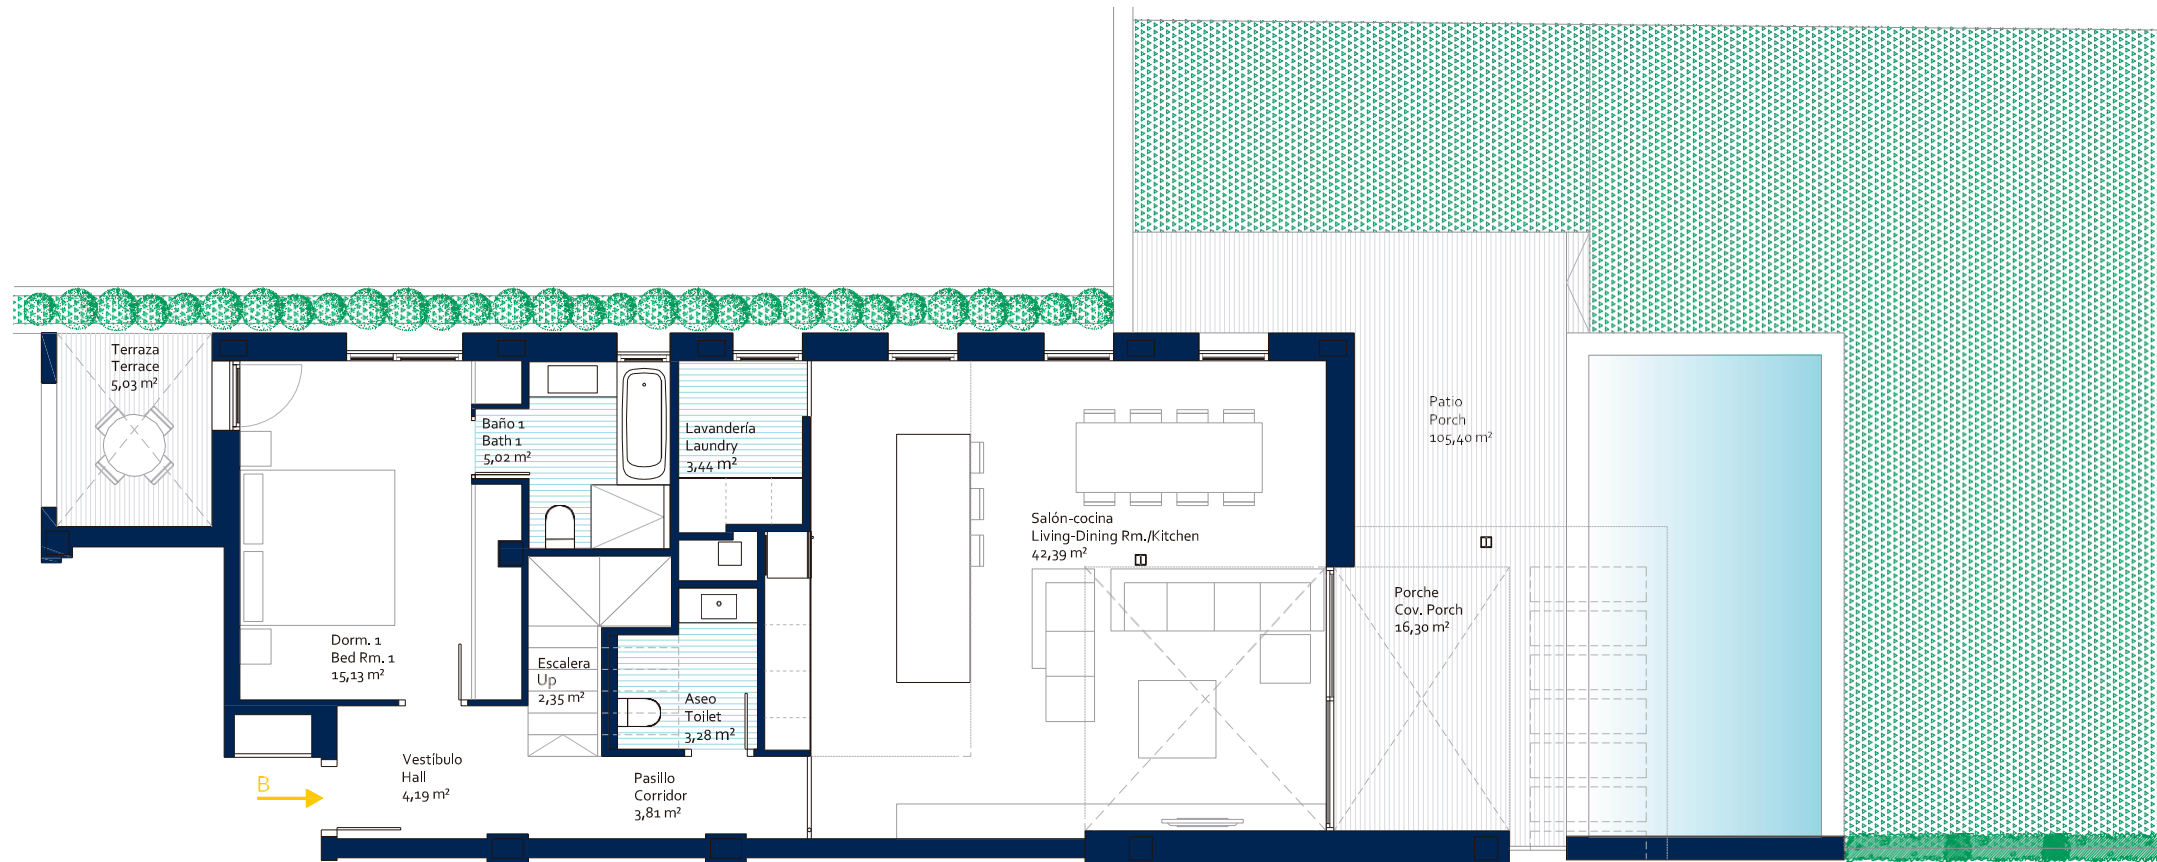 Terraza
Terrace
5,03 m²
Baño 1
Bath 1
5,02 m²
Lavandería
Laundry
3,44 m²
Patio
Porch
105,40 m²
Salón-cocina
Living-Dining Rm./Kitchen
42,39 m²
Porche
Cov. Porch
16,30 m²
Dorm. 1
Bed Rm. 1
15,13 m²
Escalera
Up
2,35 m²
Aseo
Toilet
3,28 m²
Vestíbulo
Hall
4,19 m²
Pasillo
Corridor
3,81 m²
B